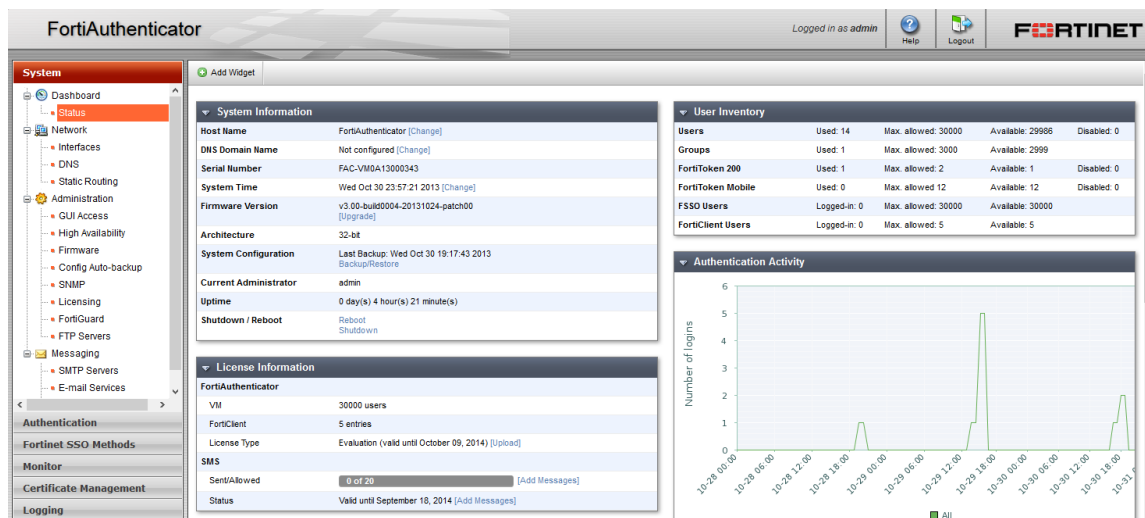 FortiAuthenticator
Logged in as admin
Help
Logout
FORTINET
System
Dashboard
Status
Network
Interfaces
DNS
Static Routing
Administration
GUI Access
High Availability
Firmware
Config Auto-backup
SNMP
Licensing
FortiGuard
FTP Servers
Messaging
SMTP Servers
E-mail Services
Authentication
Fortinet SSO Methods
Monitor
Certificate Management
Logging
Add Widget
System Information
Host Name FortiAuthenticator [Change]
DNS Domain Name Not configured [Change]
Serial Number FAC-VM0A13000343
System Time Wed Oct 30 23:57:21 2013 [Change]
Firmware Version v3.00-build0004-20131024-patch00
[Upgrade]
Architecture 32-bit
System Configuration Last Backup: Wed Oct 30 19:17:43 2013
Backup/Restore
Current Administrator admin
Uptime 0 day(s) 4 hour(s) 21 minute(s)
Shutdown / Reboot Reboot
Shutdown
License Information
FortiAuthenticator
VM 30000 users
FortiClient 5 entries
License Type Evaluation (valid until October 09, 2014) [Upload]
SMS
Sent/Allowed 0 of 20 [Add Messages]
Status Valid until September 18, 2014 [Add Messages]
User Inventory
Users Used: 14 Max. allowed: 30000 Available: 29986 Disabled: 0
Groups Used: 1 Max. allowed: 3000 Available: 2999
FortiToken 200 Used: 1 Max. allowed: 2 Available: 1 Disabled: 0
FortiToken Mobile Used: 0 Max. allowed 12 Available: 12 Disabled: 0
FSSO Users Logged-in: 0 Max. allowed: 30000 Available: 30000
FortiClient Users Logged-in: 0 Max. allowed: 5 Available: 5
Authentication Activity
Number of logins
6
5
4
3
2
1
0
10-28 00:00
10-28 06:00
10-28 12:00
10-28 18:00
10-29 00:00
10-29 06:00
10-29 12:00
10-29 18:00
10-30 00:00
10-30 06:00
10-30 12:00
10-30 18:00
10-31
All